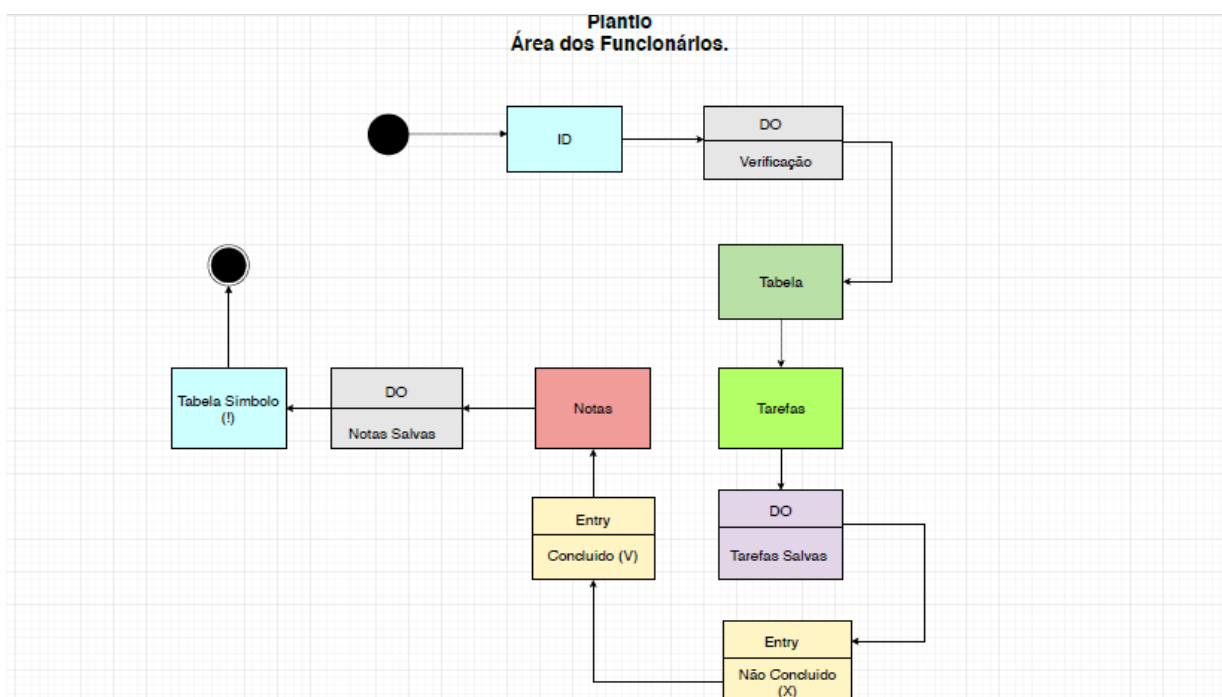 Plantio
Área dos Funcionários.
ID
DO
Verificação
Tabela
Tabela Simbolo
(!)
DO
Notas Salvas
Notas
Tarefas
Entry
Concluido (V)
DO
Tarefas Salvas
Entry
Não Concluido
(X)